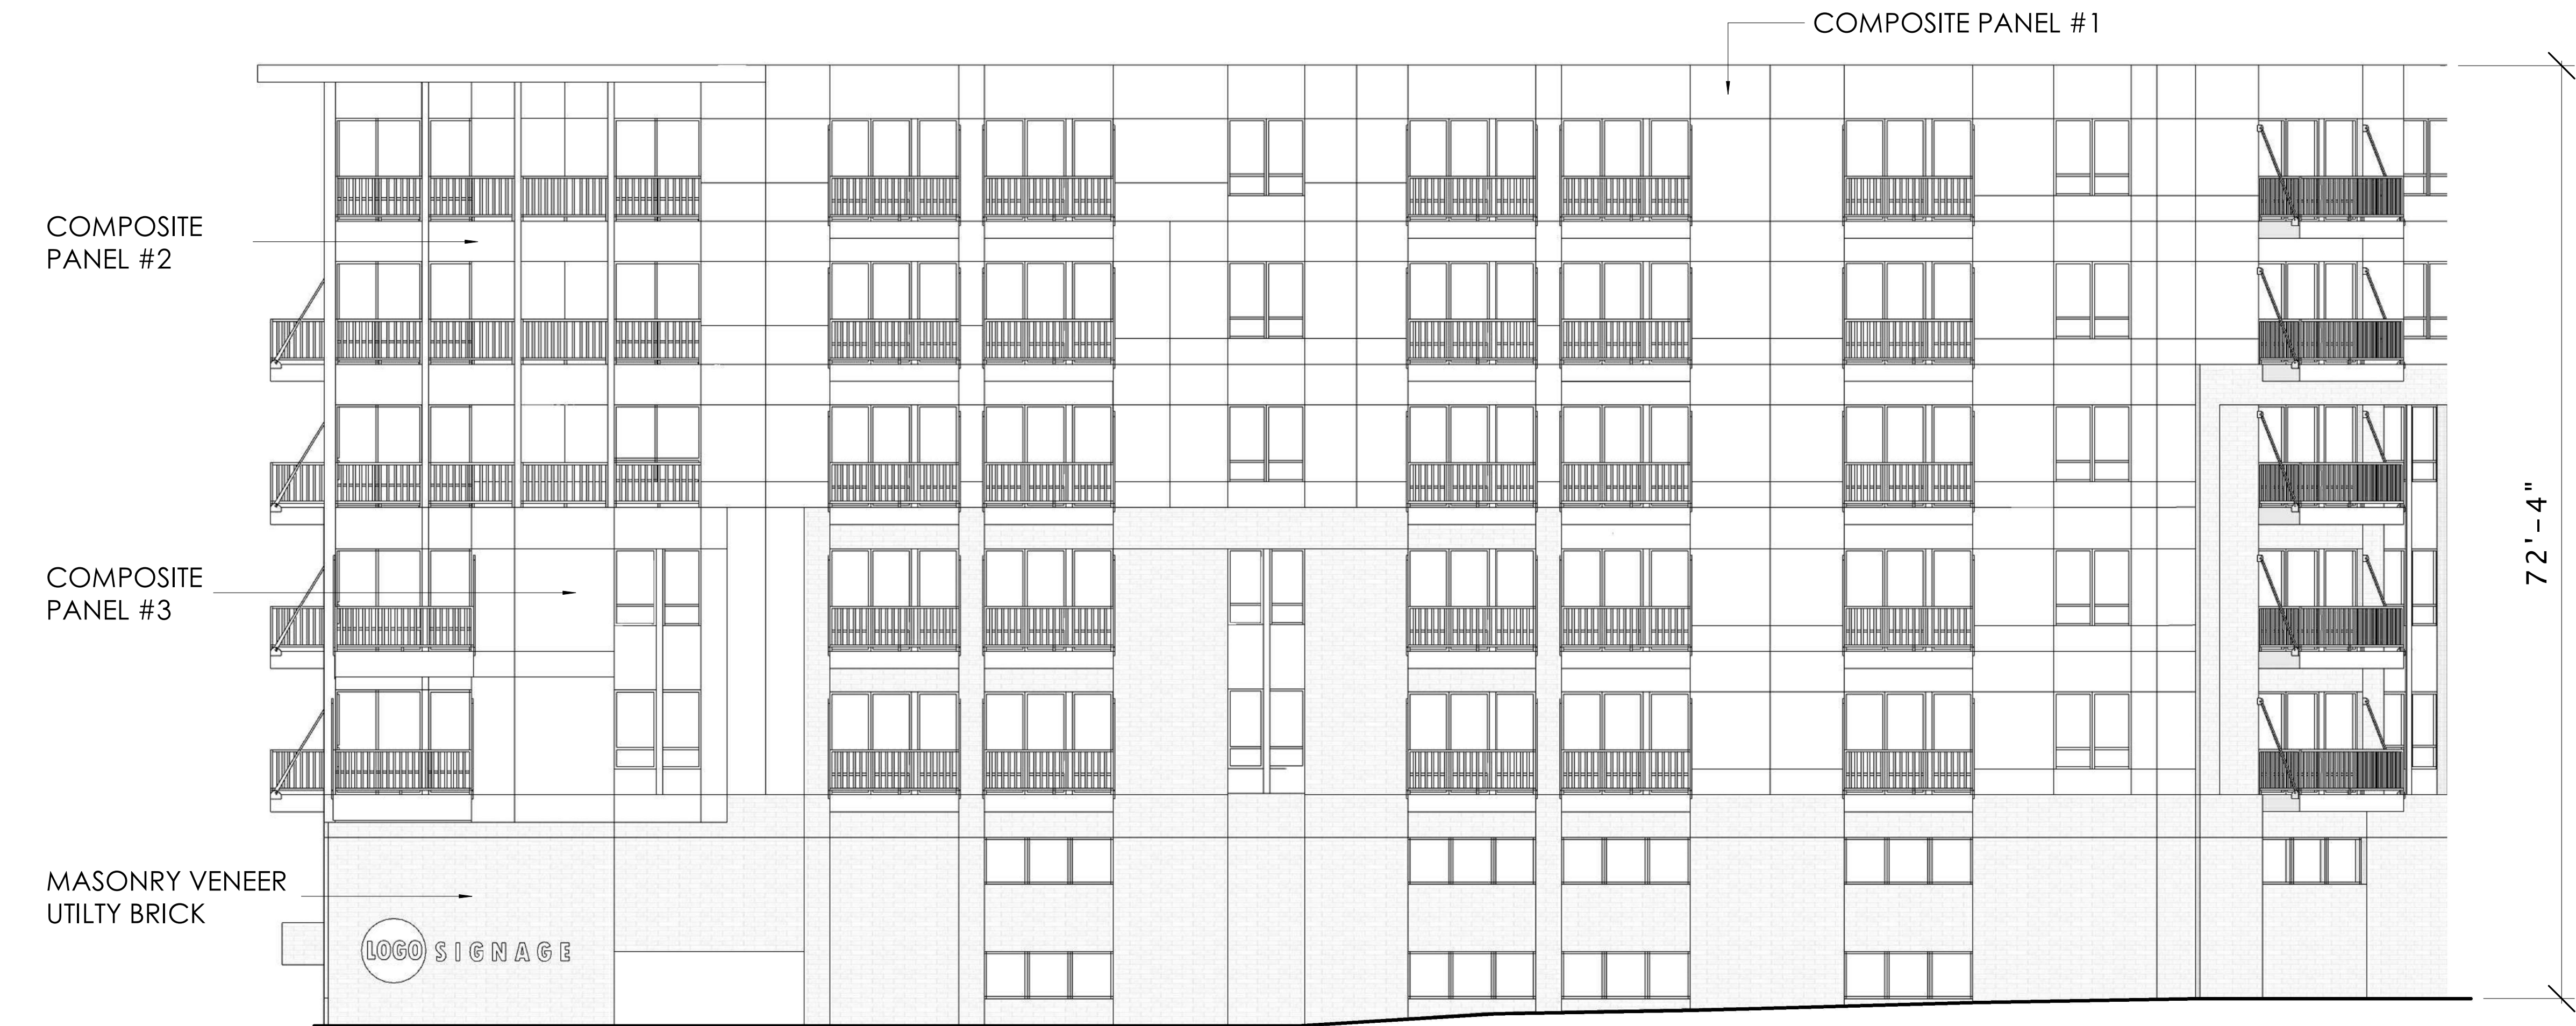 COMPOSITE PANEL #1
COMPOSITE
PANEL #2
72'-4"
COMPOSITE
PANEL #3
MASONRY VENEER
UTILTY BRICK
LOGO SIGNAGE